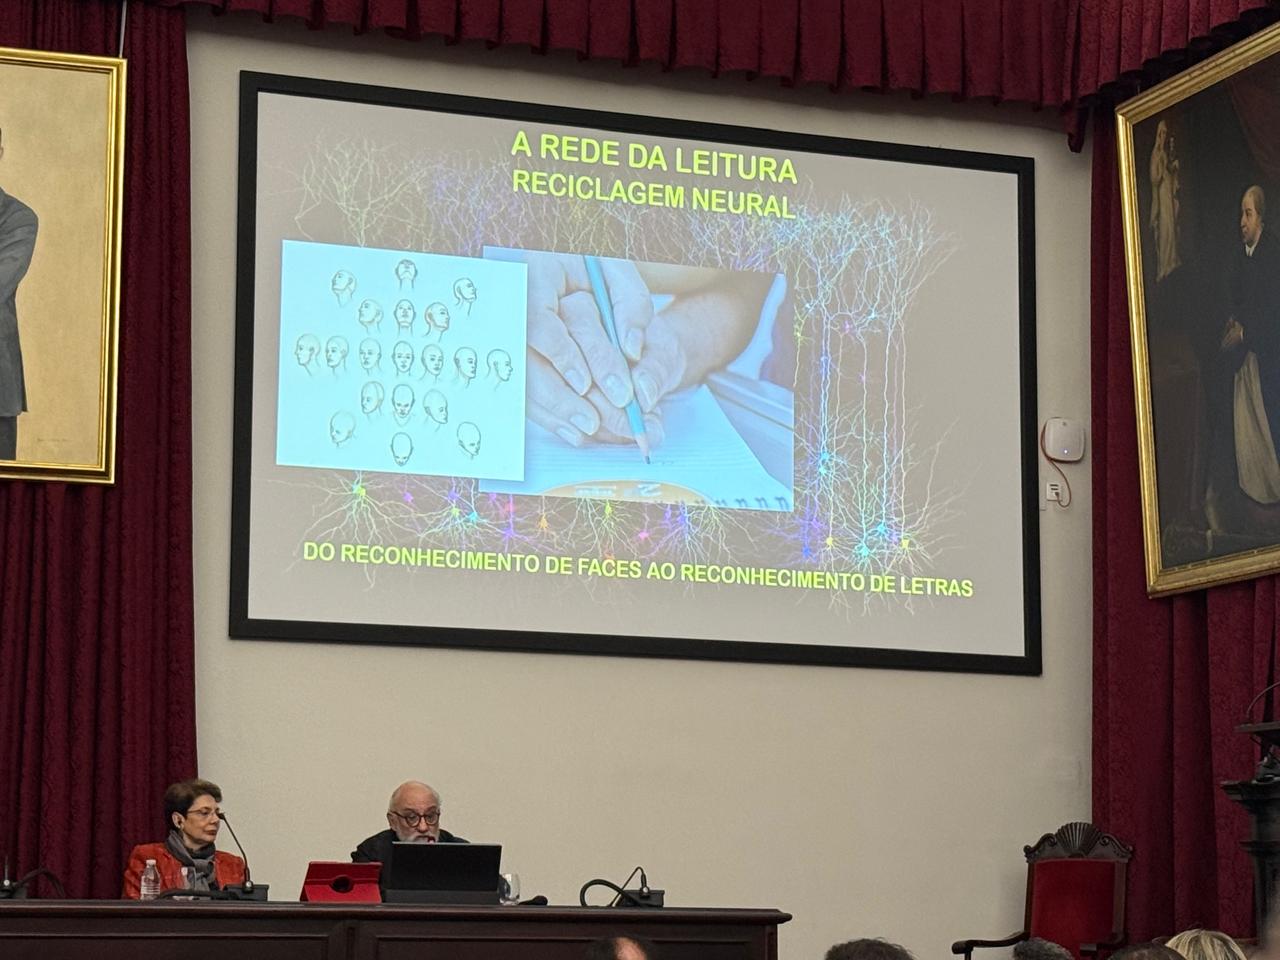 A REDE DA LEITURA
RECICLAGEM NEURAL
DO RECONHECIMENTO DE FACES AO RECONHECIMENTO DE LETRAS